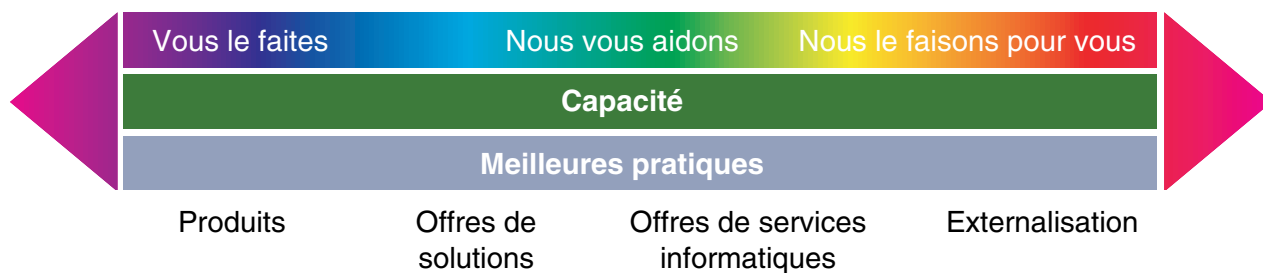 Vous le faites Nous vous aidons Nous le faisons pour vous
Capacité
Meilleures pratiques
Produits
Offres de
solutions
Offres de services
informatiques
Externalisation